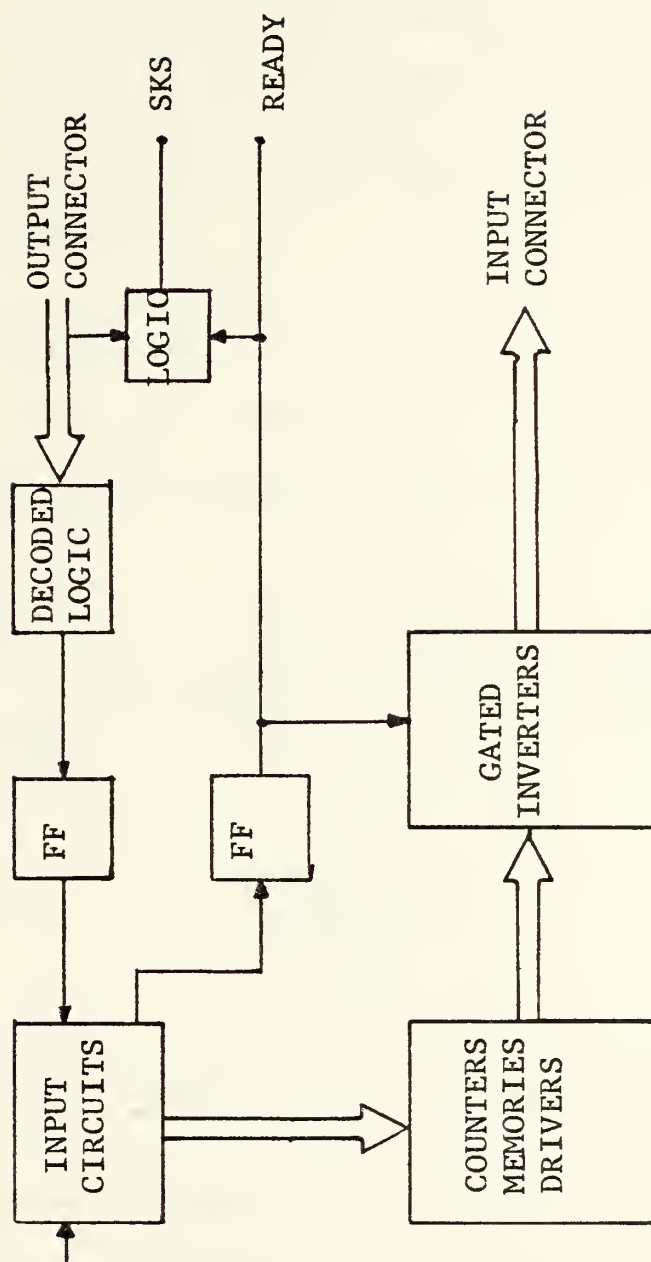 INPUT
CIRCUITS
FF
DECODED
LOGIC
OUTPUT
CONNECTOR
LOGIC
SKS
FF
READY
COUNTERS
MEMORIES
DRIVERS
GATED
INVERTERS
INPUT
CONNECTOR